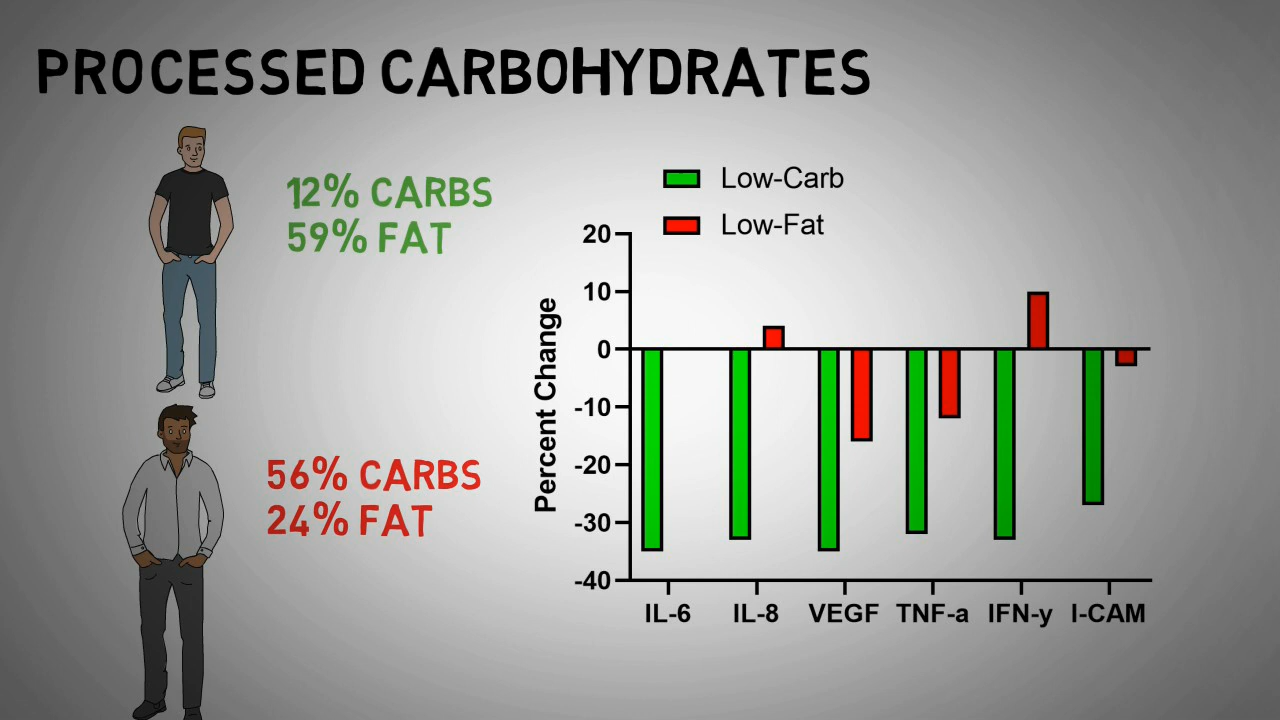 PROCESSED CARBOHYDRATES
12% CARBS
59% FAT
56% CARBS
24% FAT
Low-Carb
Low-Fat
Percent Change
20
10
0
-10
-20
-30
-40
IL-6 IL-8 VEGF TNF-a IFN-y I-CAM